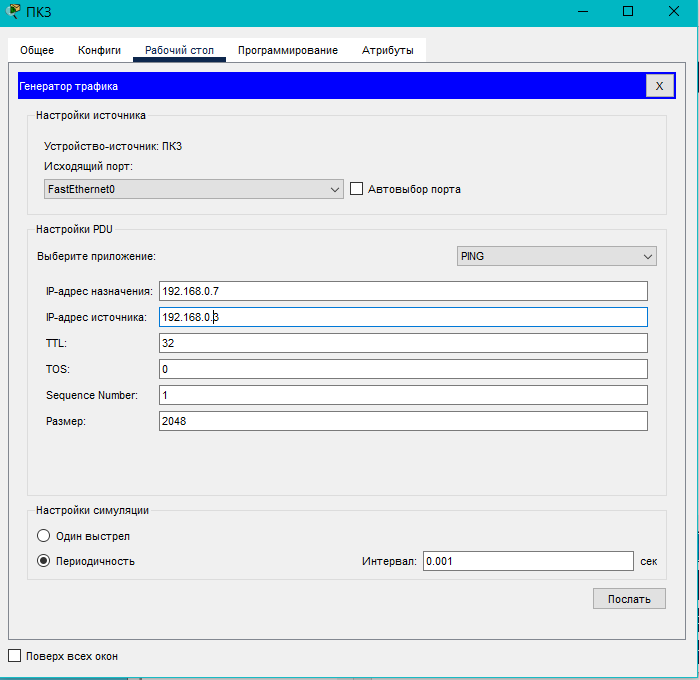 ПК3
Общее Конфиги Рабочий стол Программирование Атрибуты
Генератор трафика X
Настройки источника
Устройство-источник: ПК3
Исходящий порт:
FastEthernet0 Автовыбор порта
Настройки PDU
Выберите приложение: PING
IP-адрес назначения: 192.168.0.7
IP-адрес источника: 192.168.0.3
TTL: 32
TOS: 0
Sequence Number: 1
Размер: 2048
Настройки симуляции
Один выстрел
Периодичность Интервал: 0.001 сек
Послать
Поверх всех окон